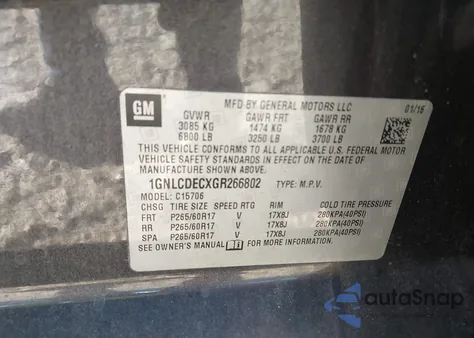 GM
MFD BY GENERAL MOTORS LLC 01/16
GVWR GAWR FRT GAWR RR
3085 KG 1474 KG 1678 KG
6800 LB 3250 LB 3700 LB
THIS VEHICLE CONFORMS TO ALL APPLICABLE U.S. FEDERAL MOTOR
VEHICLE SAFETY STANDARDS IN EFFECT ON THE DATE OF
MANUFACTURE SHOWN ABOVE.
1GNLCDECXGR266802 TYPE: M.P.V.
MODEL: C15706
CHSG TIRE SIZE SPEED RTG RIM COLD TIRE PRESSURE
FRT P265/60R17 V 17X8J 280KPA(40PSI)
RR P265/60R17 V 17X8J 280KPA(40PSI)
SPA P265/60R17 V 17X8J 280KPA(40PSI)
SEE OWNER'S MANUAL FOR MORE INFORMATION.
autoSnap